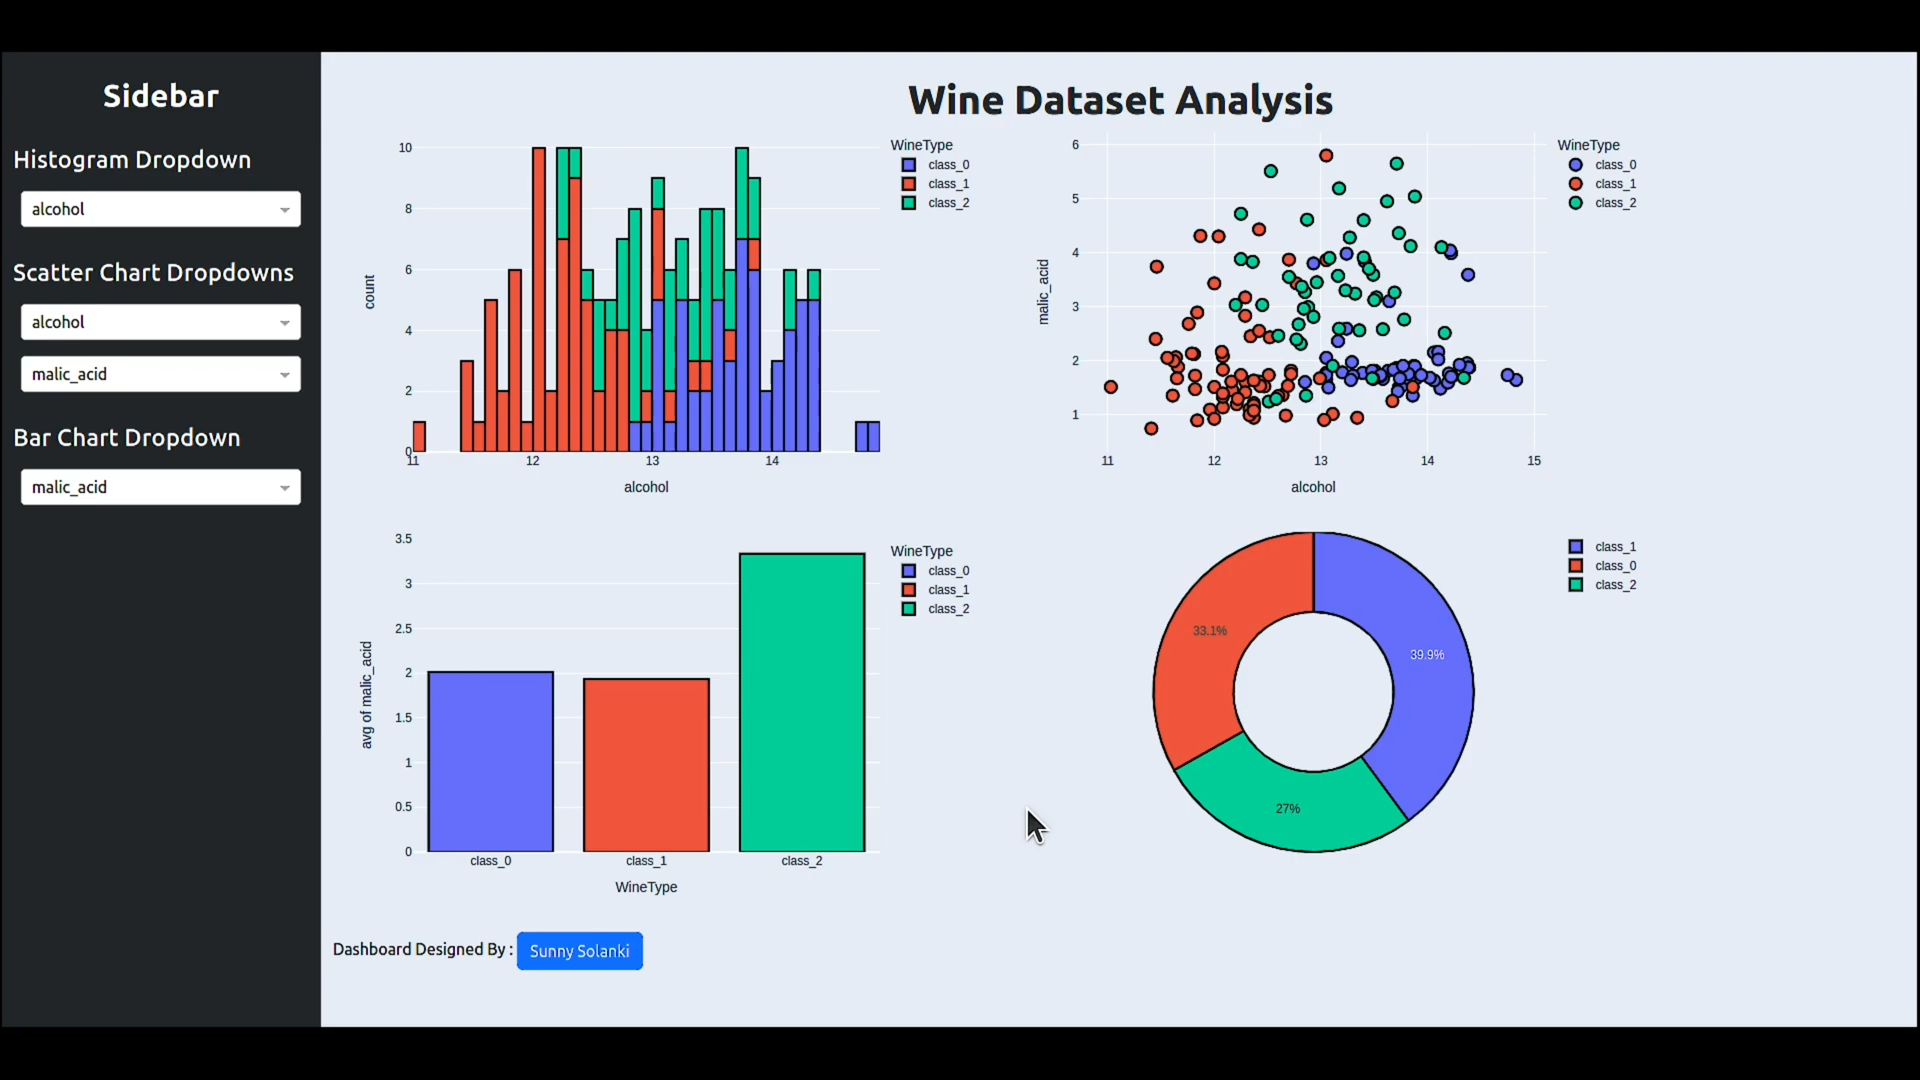 Sidebar
Histogram Dropdown
alcohol
Scatter Chart Dropdowns
alcohol
malic_acid
Bar Chart Dropdown
malic_acid
Wine Dataset Analysis
10
8
6
4
2
0
count
11
12
13
14
alcohol
WineType
class_0
class_1
class_2
6
5
4
3
2
1
malic_acid
11
12
13
14
15
alcohol
WineType
class_0
class_1
class_2
3.5
3
2.5
2
1.5
1
0.5
0
avg of malic_acid
class_0
class_1
class_2
WineType
WineType
class_0
class_1
class_2
33.1%
39.9%
27%
class_1
class_0
class_2
Dashboard Designed By : Sunny Solanki